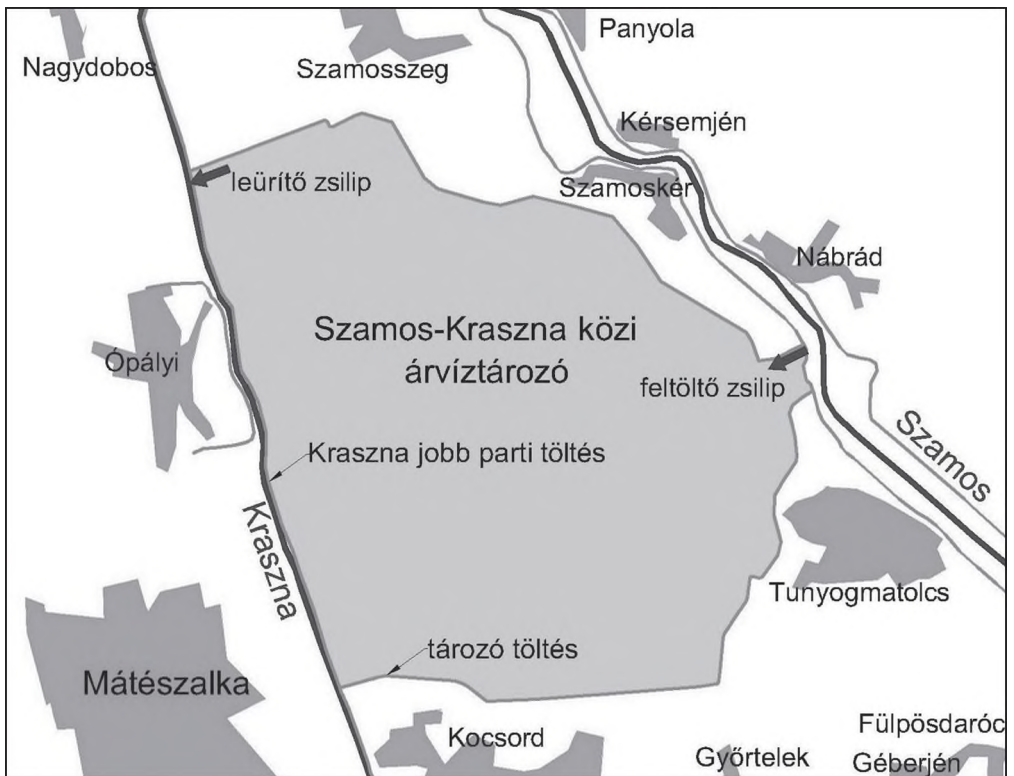 Panyola
Nagydobos
Szamosszeg
Kérsemjén
leürítő zsilip
Szamoskér
Nábrád
Szamos-Kraszna közi
árvíztározó
Ópályi
feltöltő zsilip
Szamos
Kraszna jobb parti töltés
Kraszna
Tunyogmatolcs
tározó töltés
Mátészalka
Kocsord
Fülpösdaróc
Győrtelek
Géberjén